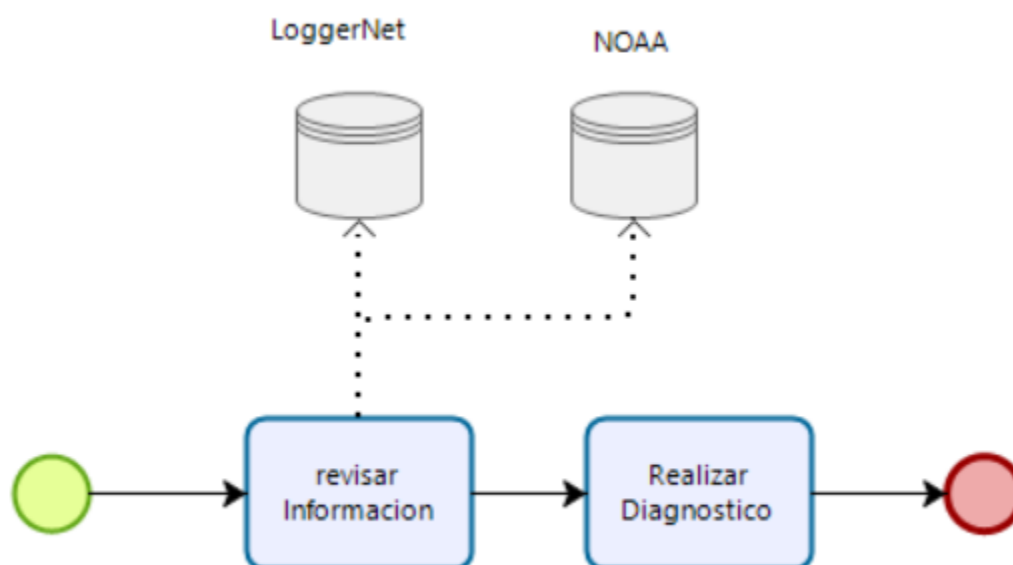 LoggerNet
NOAA
revisar
Informacion
Realizar
Diagnostico